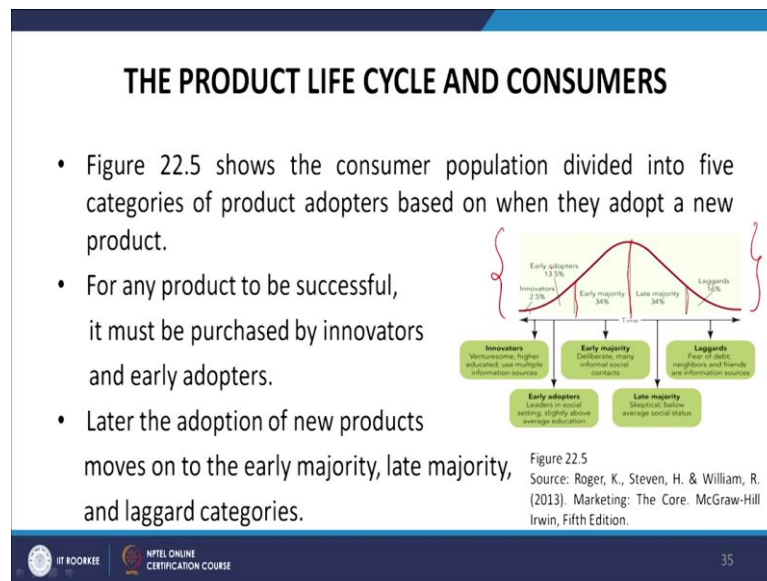 THE PRODUCT LIFE CYCLE AND CONSUMERS
• Figure 22.5 shows the consumer population divided into five
categories of product adopters based on when they adopt a new
product.
• For any product to be successful,
it must be purchased by innovators
and early adopters.
• Later the adoption of new products
moves on to the early majority, late majority,
and laggard categories.
Early adopters
13.5%
Innovators
2.5%
Early majority
34%
Late majority
34%
Laggards
16%
Time
Innovators
Venturesome; higher
educated; use multiple
information sources
Early majority
Deliberate; many
informal social
contacts
Laggards
Fear of debt;
neighbors and friends
are information sources
Early adopters
Leaders in social
setting; slightly above
average education
Late majority
Skeptical; below
average social status
Figure 22.5
Source: Roger, K., Steven, H. & William, R.
(2013). Marketing: The Core. McGraw-Hill
Irwin, Fifth Edition.
IIT ROORKEE
NPTEL ONLINE
CERTIFICATION COURSE
35